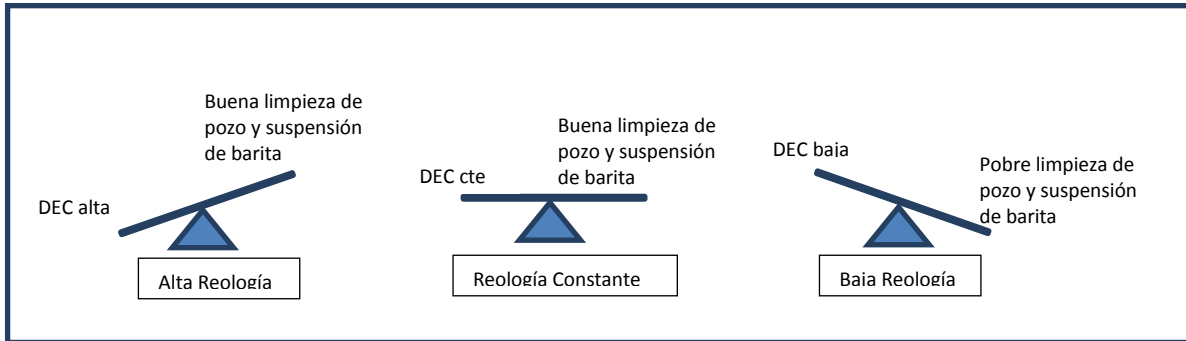 DEC alta
Buena limpieza de
pozo y suspensión
de barita
Alta Reología
DEC cte
Buena limpieza de
pozo y suspensión
de barita
Reología Constante
DEC baja
Pobre limpieza de
pozo y suspensión
de barita
Baja Reología